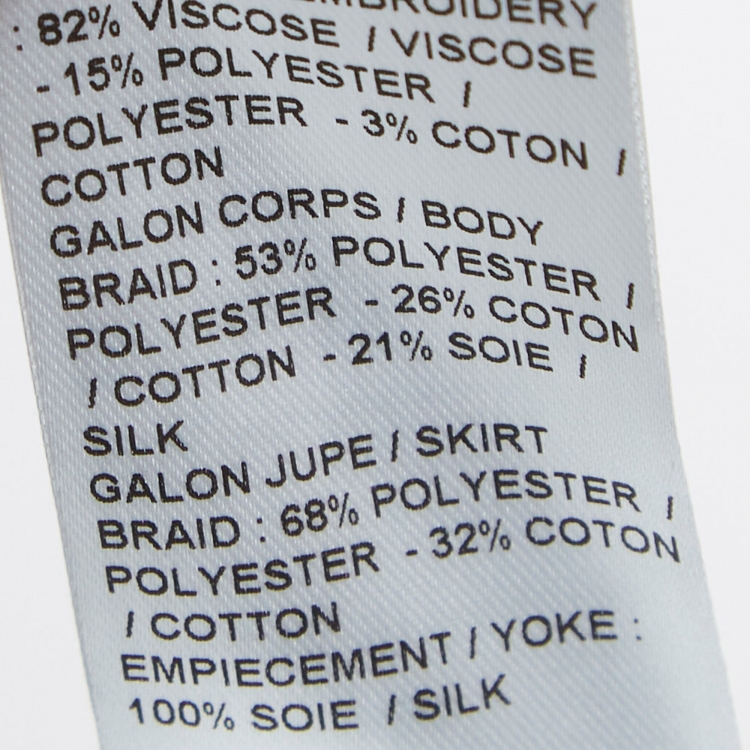 EMBROIDERY
: 82% VISCOSE / VISCOSE
- 15% POLYESTER /
POLYESTER - 3% COTON /
COTTON
GALON CORPS / BODY
BRAID : 53% POLYESTER /
POLYESTER - 26% COTON
/ COTTON - 21% SOIE /
SILK
GALON JUPE / SKIRT
BRAID : 68% POLYESTER /
POLYESTER - 32% COTON
/ COTTON
EMPIECEMENT / YOKE :
100% SOIE / SILK